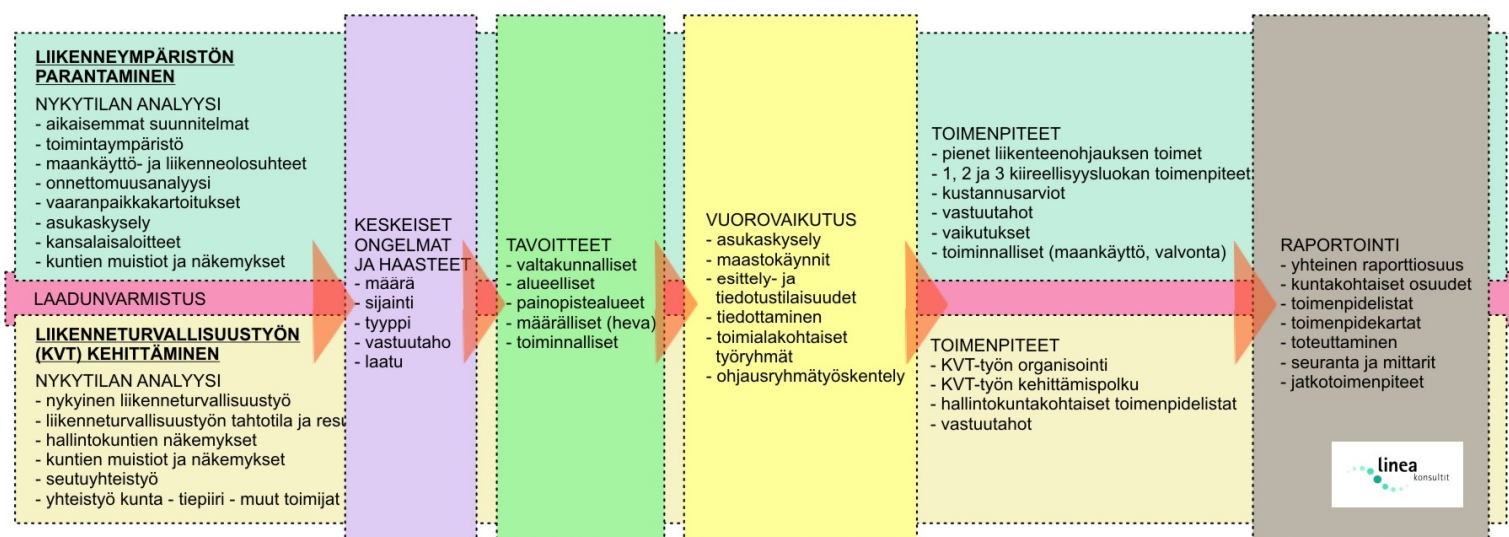 LIIKENNEYMPÄRISTÖN
PARANTAMINEN
NYKYTILAN ANALYYSI
- aikaisemmat suunnitelmat
- toimintaympäristö
- maankäyttö- ja liikenneolosuhteet
- onnettomuusanalyysi
- vaaranpaikkakartoitukset
- asukaskysely
- kansalaisaloitteet
- kuntien muistiot ja näkemykset
LAADUNVARMISTUS
LIIKENNETURVALLISUUSTYÖN
(KVT) KEHITTÄMINEN
NYKYTILAN ANALYYSI
- nykyinen liikenneturvallisuustyö
- liikenneturvallisuustyön tahtotila ja resu
- hallintokuntien näkemykset
- kuntien muistiot ja näkemykset
- seutuyhteistyö
- yhteistyö kunta - tiepiiri - muut toimijat
KESKEISET
ONGELMAT
JA HAASTEET
- määrä
- sijainti
- tyyppi
- vastuutaho
- laatu
TAVOITTEET
- valtakunnalliset
- alueelliset
- painopistealueet
- määrälliset (heva)
- toiminnalliset
VUOROVAIKUTUS
- asukaskysely
- maastokäynnit
- esittely- ja
tiedotustilaisuudet
- tiedottaminen
- toimialakohtaiset
työryhmät
- ohjausryhmätyöskentely
TOIMENPITEET
- pienet liikenteenohjauksen toimet
- 1, 2 ja 3 kiireellisyysluokan toimenpiteet
- kustannusarviot
- vastuutahot
- vaikutukset
- toiminnalliset (maankäyttö, valvonta)
TOIMENPITEET
- KVT-työn organisointi
- KVT-työn kehittämispolku
- hallintokuntakohtaiset toimenpidelistat
- vastuutahot
RAPORTOINTI
- yhteinen raporttiosuus
- kuntakohtaiset osuudet
- toimenpidelistat
- toimenpidekartat
- toteuttaminen
- seuranta ja mittarit
- jatkotoimenpiteet
linea
konsultit